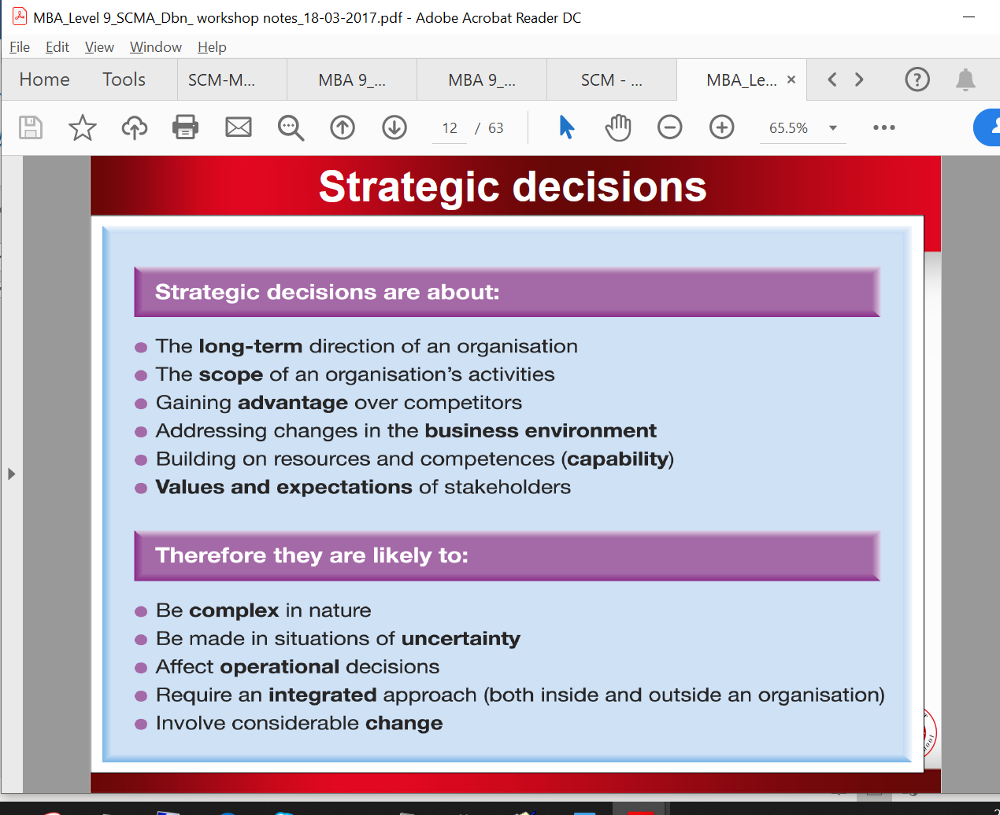 MBA_Level 9_SCMA_Dbn_ workshop notes_18-03-2017.pdf - Adobe Acrobat Reader DC
File Edit View Window Help
Home Tools SCM-M... MBA 9_... MBA 9_... SCM - ... MBA_Le... ×
12 / 63 65.5%
Strategic decisions
Strategic decisions are about:
The long-term direction of an organisation
The scope of an organisation's activities
Gaining advantage over competitors
Addressing changes in the business environment
Building on resources and competences (capability)
Values and expectations of stakeholders
Therefore they are likely to:
Be complex in nature
Be made in situations of uncertainty
Affect operational decisions
Require an integrated approach (both inside and outside an organisation)
Involve considerable change